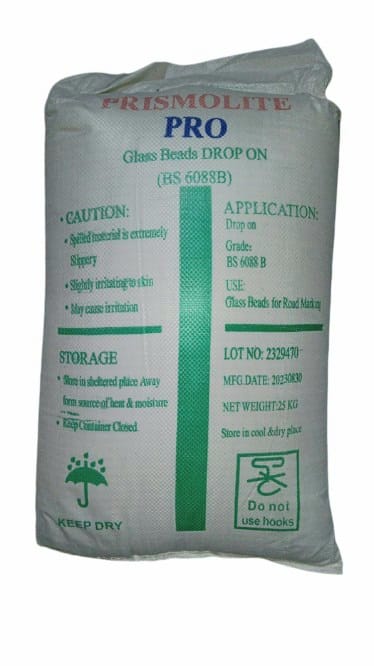 PRISMOLITE
PRO
Glass Beads DROP ON
(BS 6088B)
• CAUTION:
• Spilled material is extremely
Slippery
• Slightly irritating to skin
• May cause irritation
STORAGE
• Store in sheltered place Away
form source of heat & moisture
• Keep Container Closed
KEEP DRY
APPLICATION:
Drop on
Grade:
BS 6088 B
USE:
Glass Beads for Road Marking
LOT NO: 2329470
MFG.DATE: 20230830
NET WEIGHT:25 KG
Store in cool &dry place
Do not
use hooks